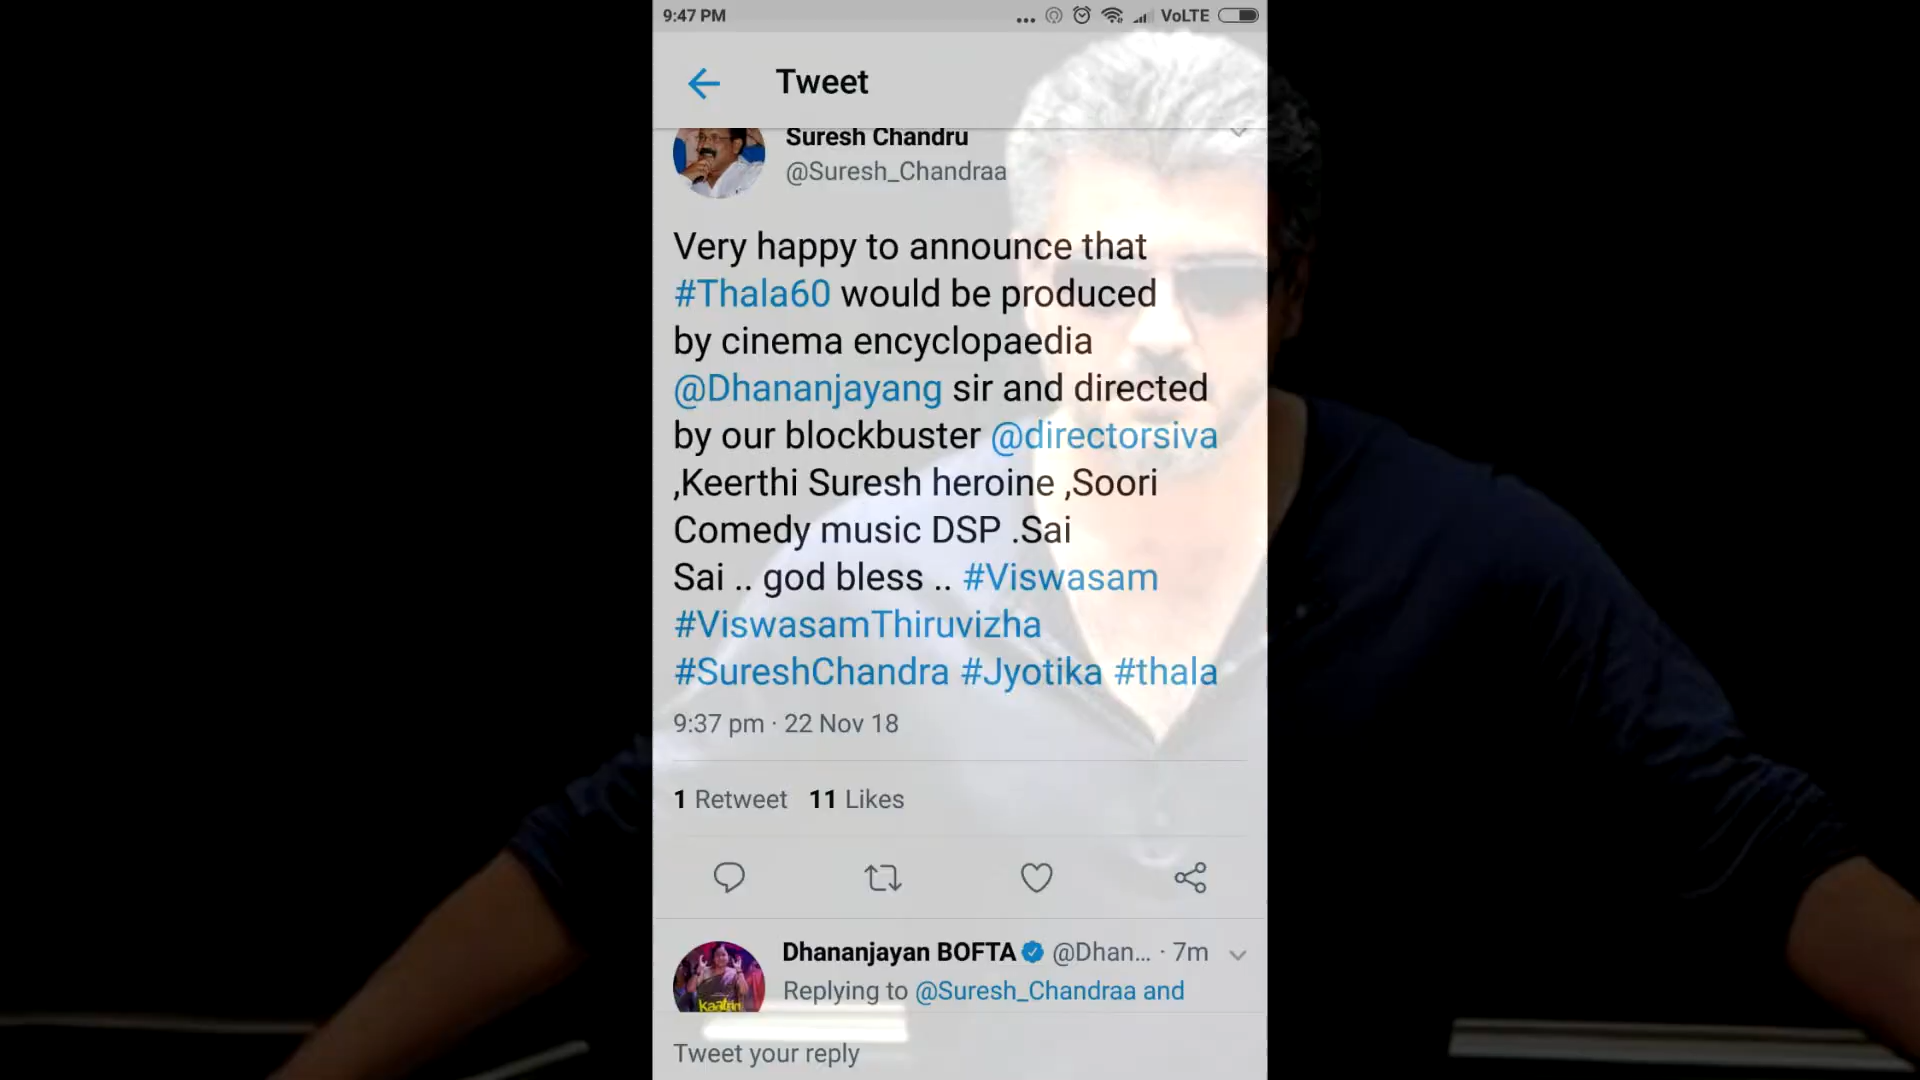 9:47 PM ... VoLTE
Tweet
Suresh Chandru
@Suresh_Chandraa
Very happy to announce that
#Thala60 would be produced
by cinema encyclopaedia
@Dhananjayang sir and directed
by our blockbuster @directorsiva
,Keerthi Suresh heroine ,Soori
Comedy music DSP .Sai
Sai .. god bless .. #Viswasam
#ViswasamThiruvizha
#SureshChandra #Jyotika #thala
9:37 pm · 22 Nov 18
1 Retweet 11 Likes
Dhananjayan BOFTA @Dhan... · 7m
Replying to @Suresh_Chandraa and
Kaatrin
Tweet your reply